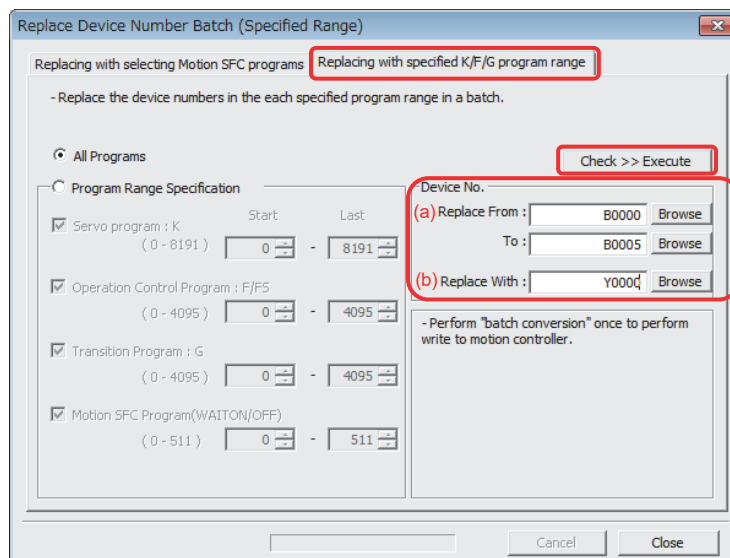 Replace Device Number Batch (Specified Range)
Replacing with selecting Motion SFC programs
Replacing with specified K/F/G program range
- Replace the device numbers in the each specified program range in a batch.
All Programs
Check >> Execute
Program Range Specification
Start
Last
Servo program : K
( 0 - 8191 )
0
-
8191
Operation Control Program : F/FS
( 0 - 4095 )
0
-
4095
Transition Program : G
( 0 - 4095 )
0
-
4095
Motion SFC Program(WAITON/OFF)
( 0 - 511 )
0
-
511
Device No.
(a) Replace From :
B0000
Browse
To :
B0005
Browse
(b) Replace With :
Y0000
Browse
- Perform "batch conversion" once to perform
write to motion controller.
Cancel
Close